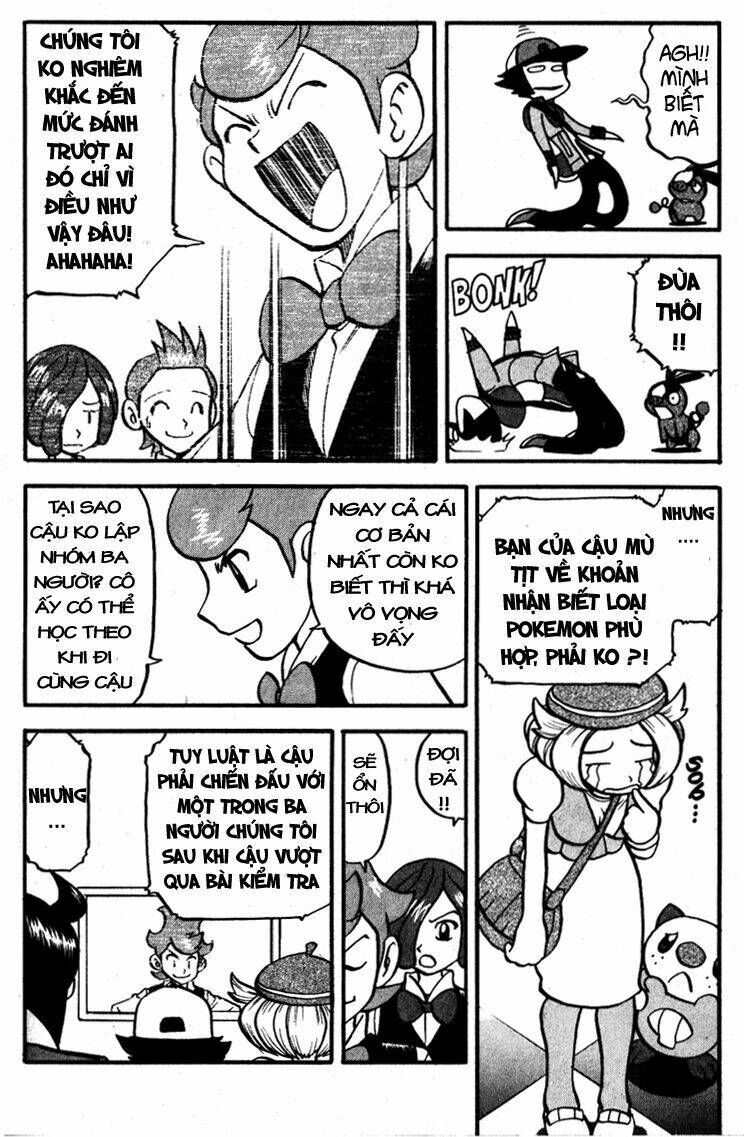 AGH!!
MÌNH
BIẾT
MÀ
ĐÙA
THÔI
!!
BONK!
CHÚNG TÔI
KO NGHIÊM
KHẮC ĐẾN
MỨC ĐÁNH
TRƯỢT AI
ĐÓ CHỈ VÌ
ĐIỀU NHƯ
VẬY ĐÂU!
AHAHAHA!
NHƯNG
....
BẠN CỦA CẬU MÙ
TỊT VỀ KHOẢN
NHẬN BIẾT LOẠI
POKEMON PHÙ
HỢP, PHẢI KO ?!
SOB...
NGAY CẢ CÁI
CƠ BẢN
NHẤT CÒN KO
BIẾT THÌ KHÁ
VÔ VỌNG
ĐẤY
TẠI SAO
CẬU KO LẬP
NHÓM BA
NGƯỜI? CÔ
ẤY CÓ THỂ
HỌC THEO
KHI ĐI
CÙNG CẬU
ĐỢI
ĐÃ
!!
SẼ
ỔN
THÔI
TUY LUẬT LÀ CẬU
PHẢI CHIẾN ĐẤU VỚI
MỘT TRONG BA
NGƯỜI CHÚNG TÔI
SAU KHI CẬU VƯỢT
QUA BÀI KIỂM TRA
NHƯNG
...